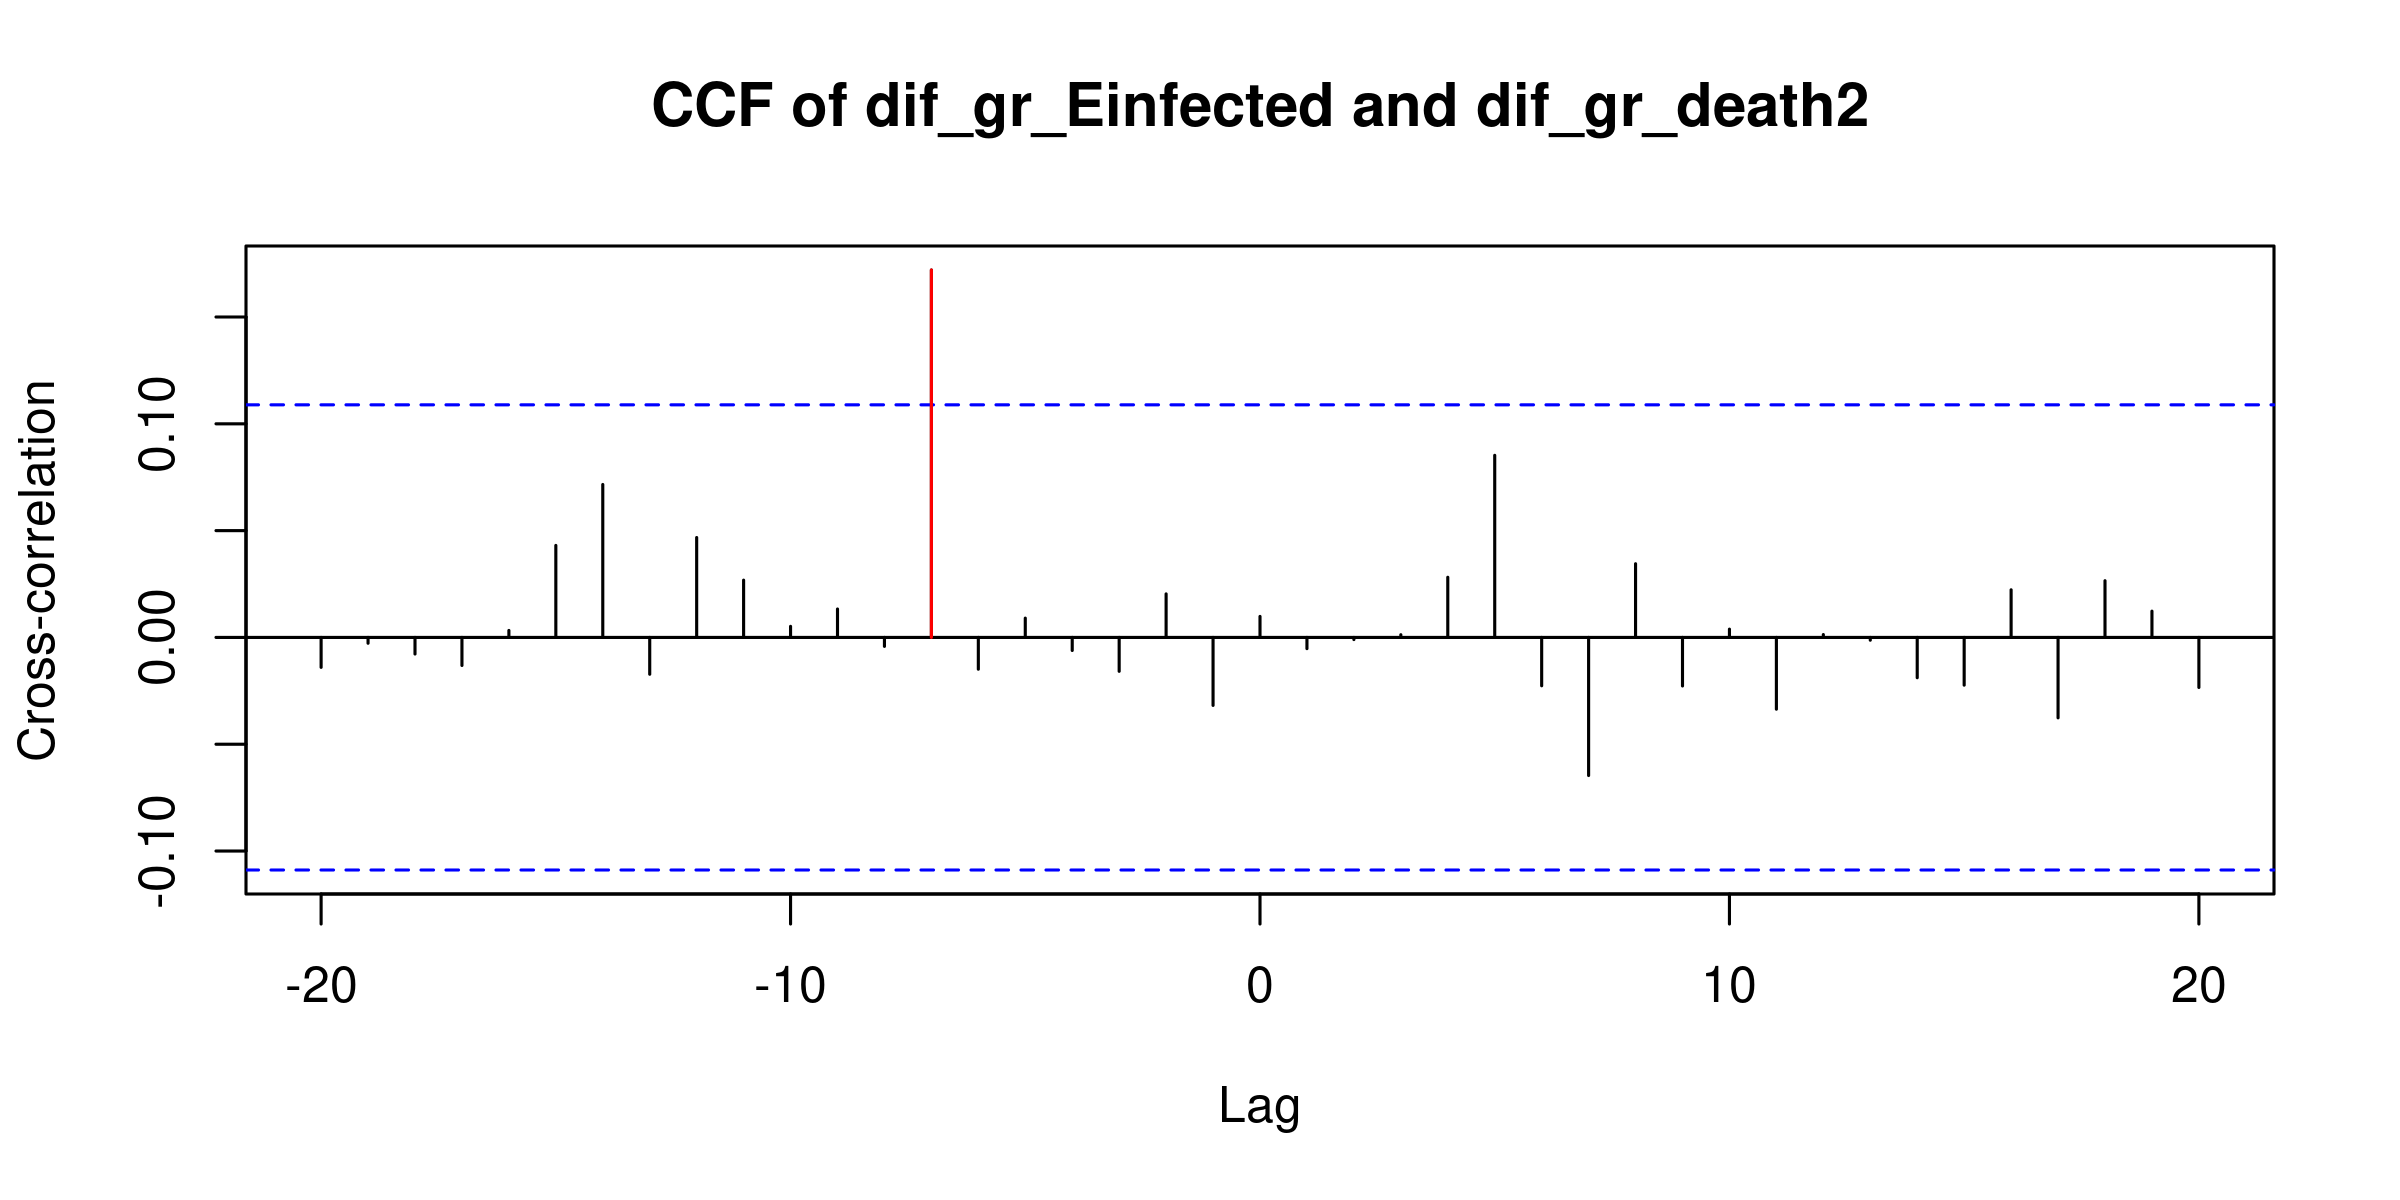 CCF of dif_gr_Einfected and dif_gr_death2
Cross-correlation
0.10
0.00
-0.10
-20 -10 0 10 20
Lag